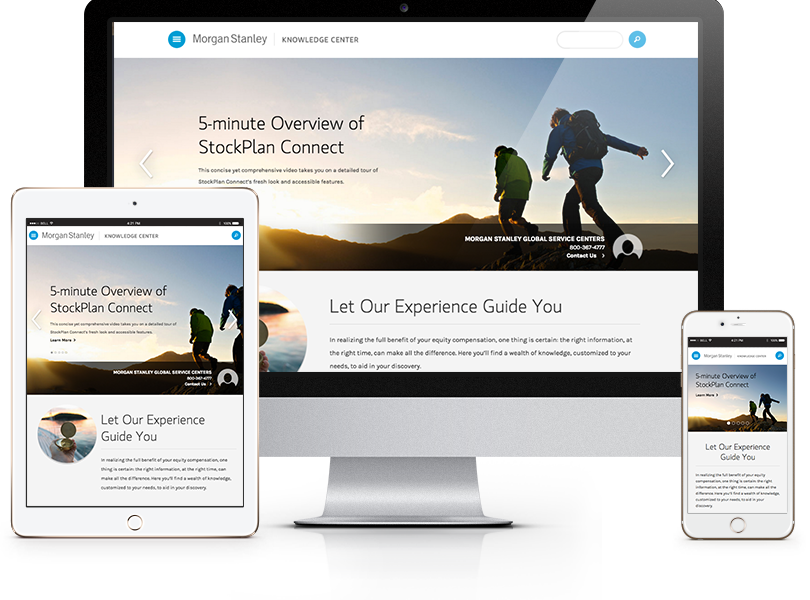 Morgan Stanley KNOWLEDGE CENTER
5-minute Overview of
StockPlan Connect
This concise yet comprehensive video takes you on a detailed tour of
StockPlan Connect's fresh look and accessible features.
MORGAN STANLEY GLOBAL SERVICE CENTERS
800-367-4777
Contact Us >
Let Our Experience Guide You
In realizing the full benefit of your equity compensation, one thing is certain: the right information, at
the right time, can make all the difference. Here you'll find a wealth of knowledge, customized to your
needs, to aid in your discovery.
4:21 PM 100%
Morgan Stanley KNOWLEDGE CENTER
5-minute Overview of
StockPlan Connect
This concise yet comprehensive video takes you on a detailed tour of
StockPlan Connect's fresh look and accessible features.
Learn More >
MORGAN STANLEY GLOBAL SERVICE CENTERS
800-367-4777
Contact Us >
Let Our Experience
Guide You
In realizing the full benefit of your equity compensation,
one thing is certain: the right information, at the right time, can
make all the difference. Here you'll find a wealth of knowledge,
customized to your needs, to aid in your discovery.
4:21 PM 100%
Morgan Stanley KNOWLEDGE CENTER
5-minute Overview of
StockPlan Connect
Learn More >
Let Our Experience
Guide You
In realizing the full benefit of your equity
compensation, one thing is certain: the right
information, at the right time, can make all the
difference. Here you'll find a wealth of knowledge,
customized to your needs, to aid in your
discovery.